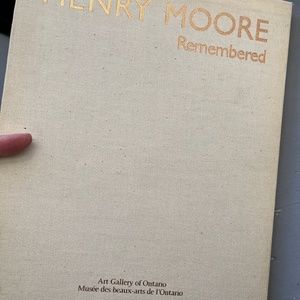 HENRY MOORE
Remembered
Art Gallery of Ontario
Musée des beaux-arts de l'Ontario